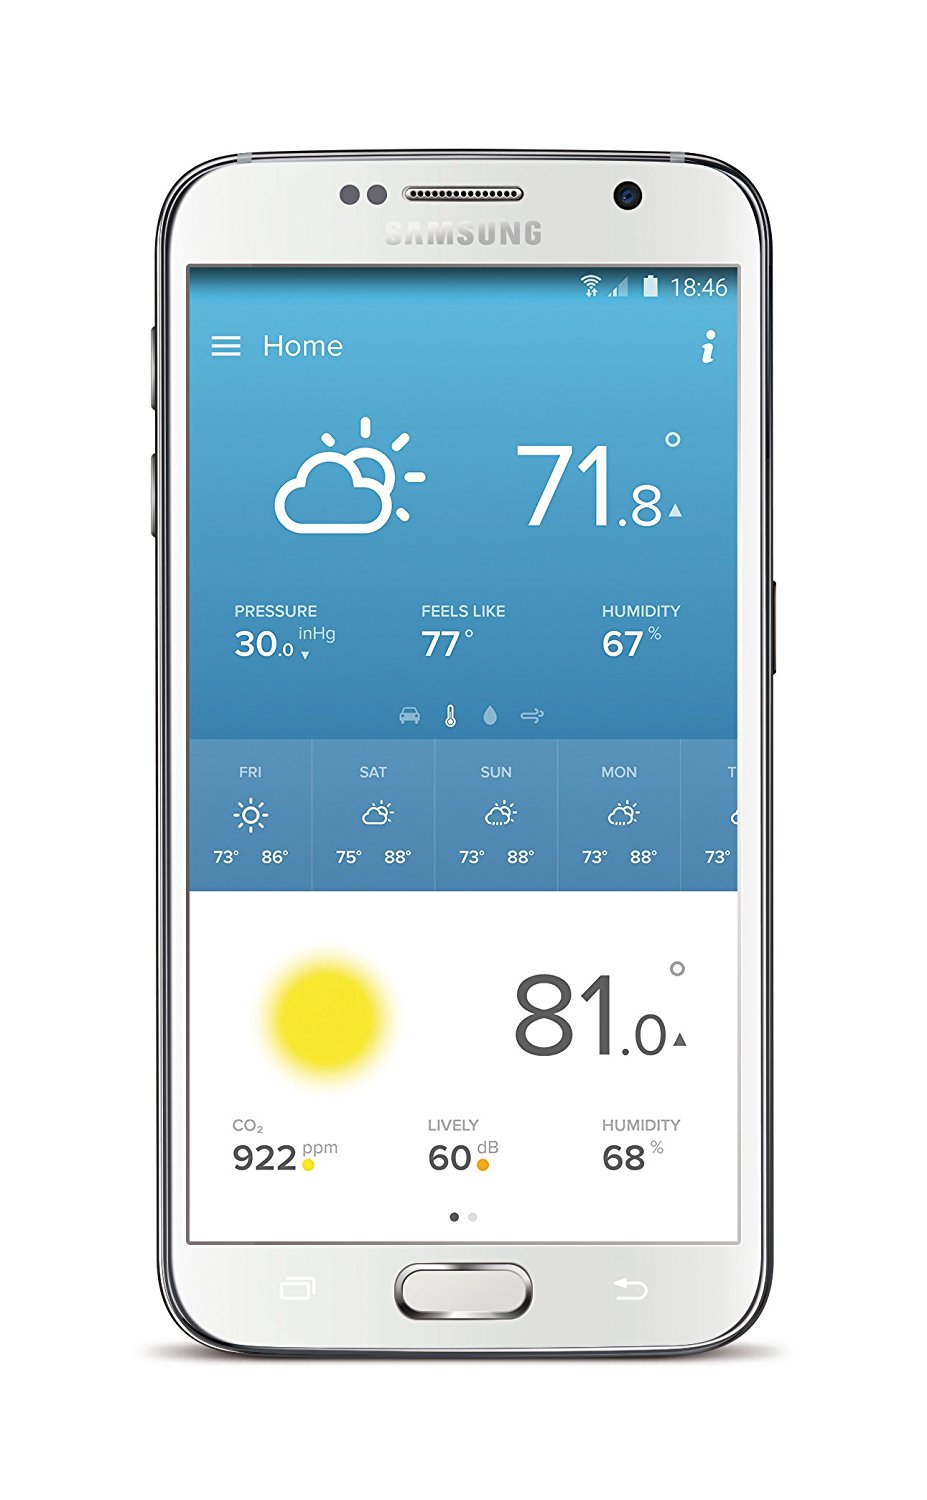 SAMSUNG
18:46
Home
71.8°
PRESSURE FEELS LIKE HUMIDITY
30.0 inHg 77° 67%
FRI SAT SUN MON T
73° 86° 75° 88° 73° 88° 73° 88° 73°
81.0°
CO₂ LIVELY HUMIDITY
922 ppm 60 dB 68%